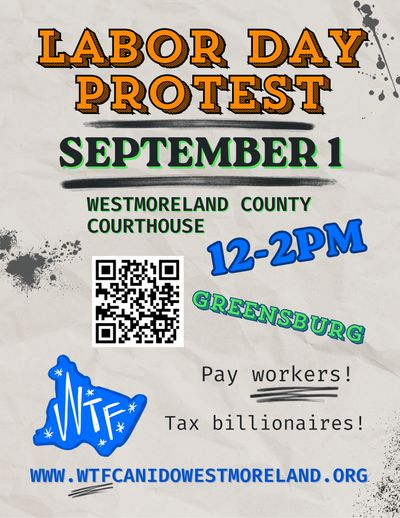 LABOR DAY
PROTEST
SEPTEMBER 1
WESTMORELAND COUNTY
COURTHOUSE
12-2PM
GREENSBURG
WTF
Pay workers!
Tax billionaires!
WWW.WTFCANIDOWESTMORELAND.ORG